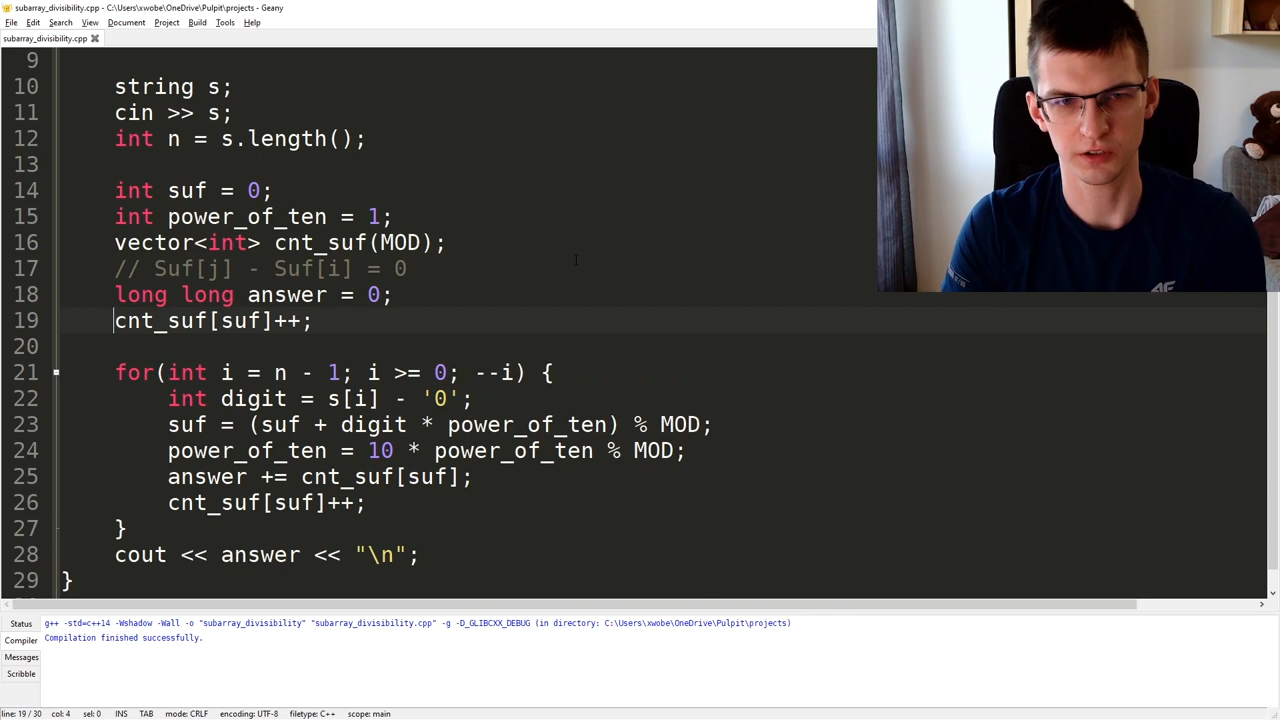 subarray_divisibility.cpp - C:\Users\xwobe\OneDrive\Pulpit\projects - Geany
File Edit Search View Document Project Build Tools Help
subarray_divisibility.cpp
9
10 string s;
11 cin >> s;
12 int n = s.length();
13
14 int suf = 0;
15 int power_of_ten = 1;
16 vector<int> cnt_suf(MOD);
17 // Suf[j] - Suf[i] = 0
18 long long answer = 0;
19 cnt_suf[suf]++;
20
21 for(int i = n - 1; i >= 0; --i) {
22 int digit = s[i] - '0';
23 suf = (suf + digit * power_of_ten) % MOD;
24 power_of_ten = 10 * power_of_ten % MOD;
25 answer += cnt_suf[suf];
26 cnt_suf[suf]++;
27 }
28 cout << answer << "\n";
29 }
Status
Compiler
Messages
Scribble
g++ -std=c++14 -Wshadow -Wall -o "subarray_divisibility" "subarray_divisibility.cpp" -g -D_GLIBCXX_DEBUG (in directory: C:\Users\xwobe\OneDrive\Pulpit\projects)
Compilation finished successfully.
line: 19 / 30 col: 4 sel: 0 INS TAB mode: CRLF encoding: UTF-8 filetype: C++ scope: main